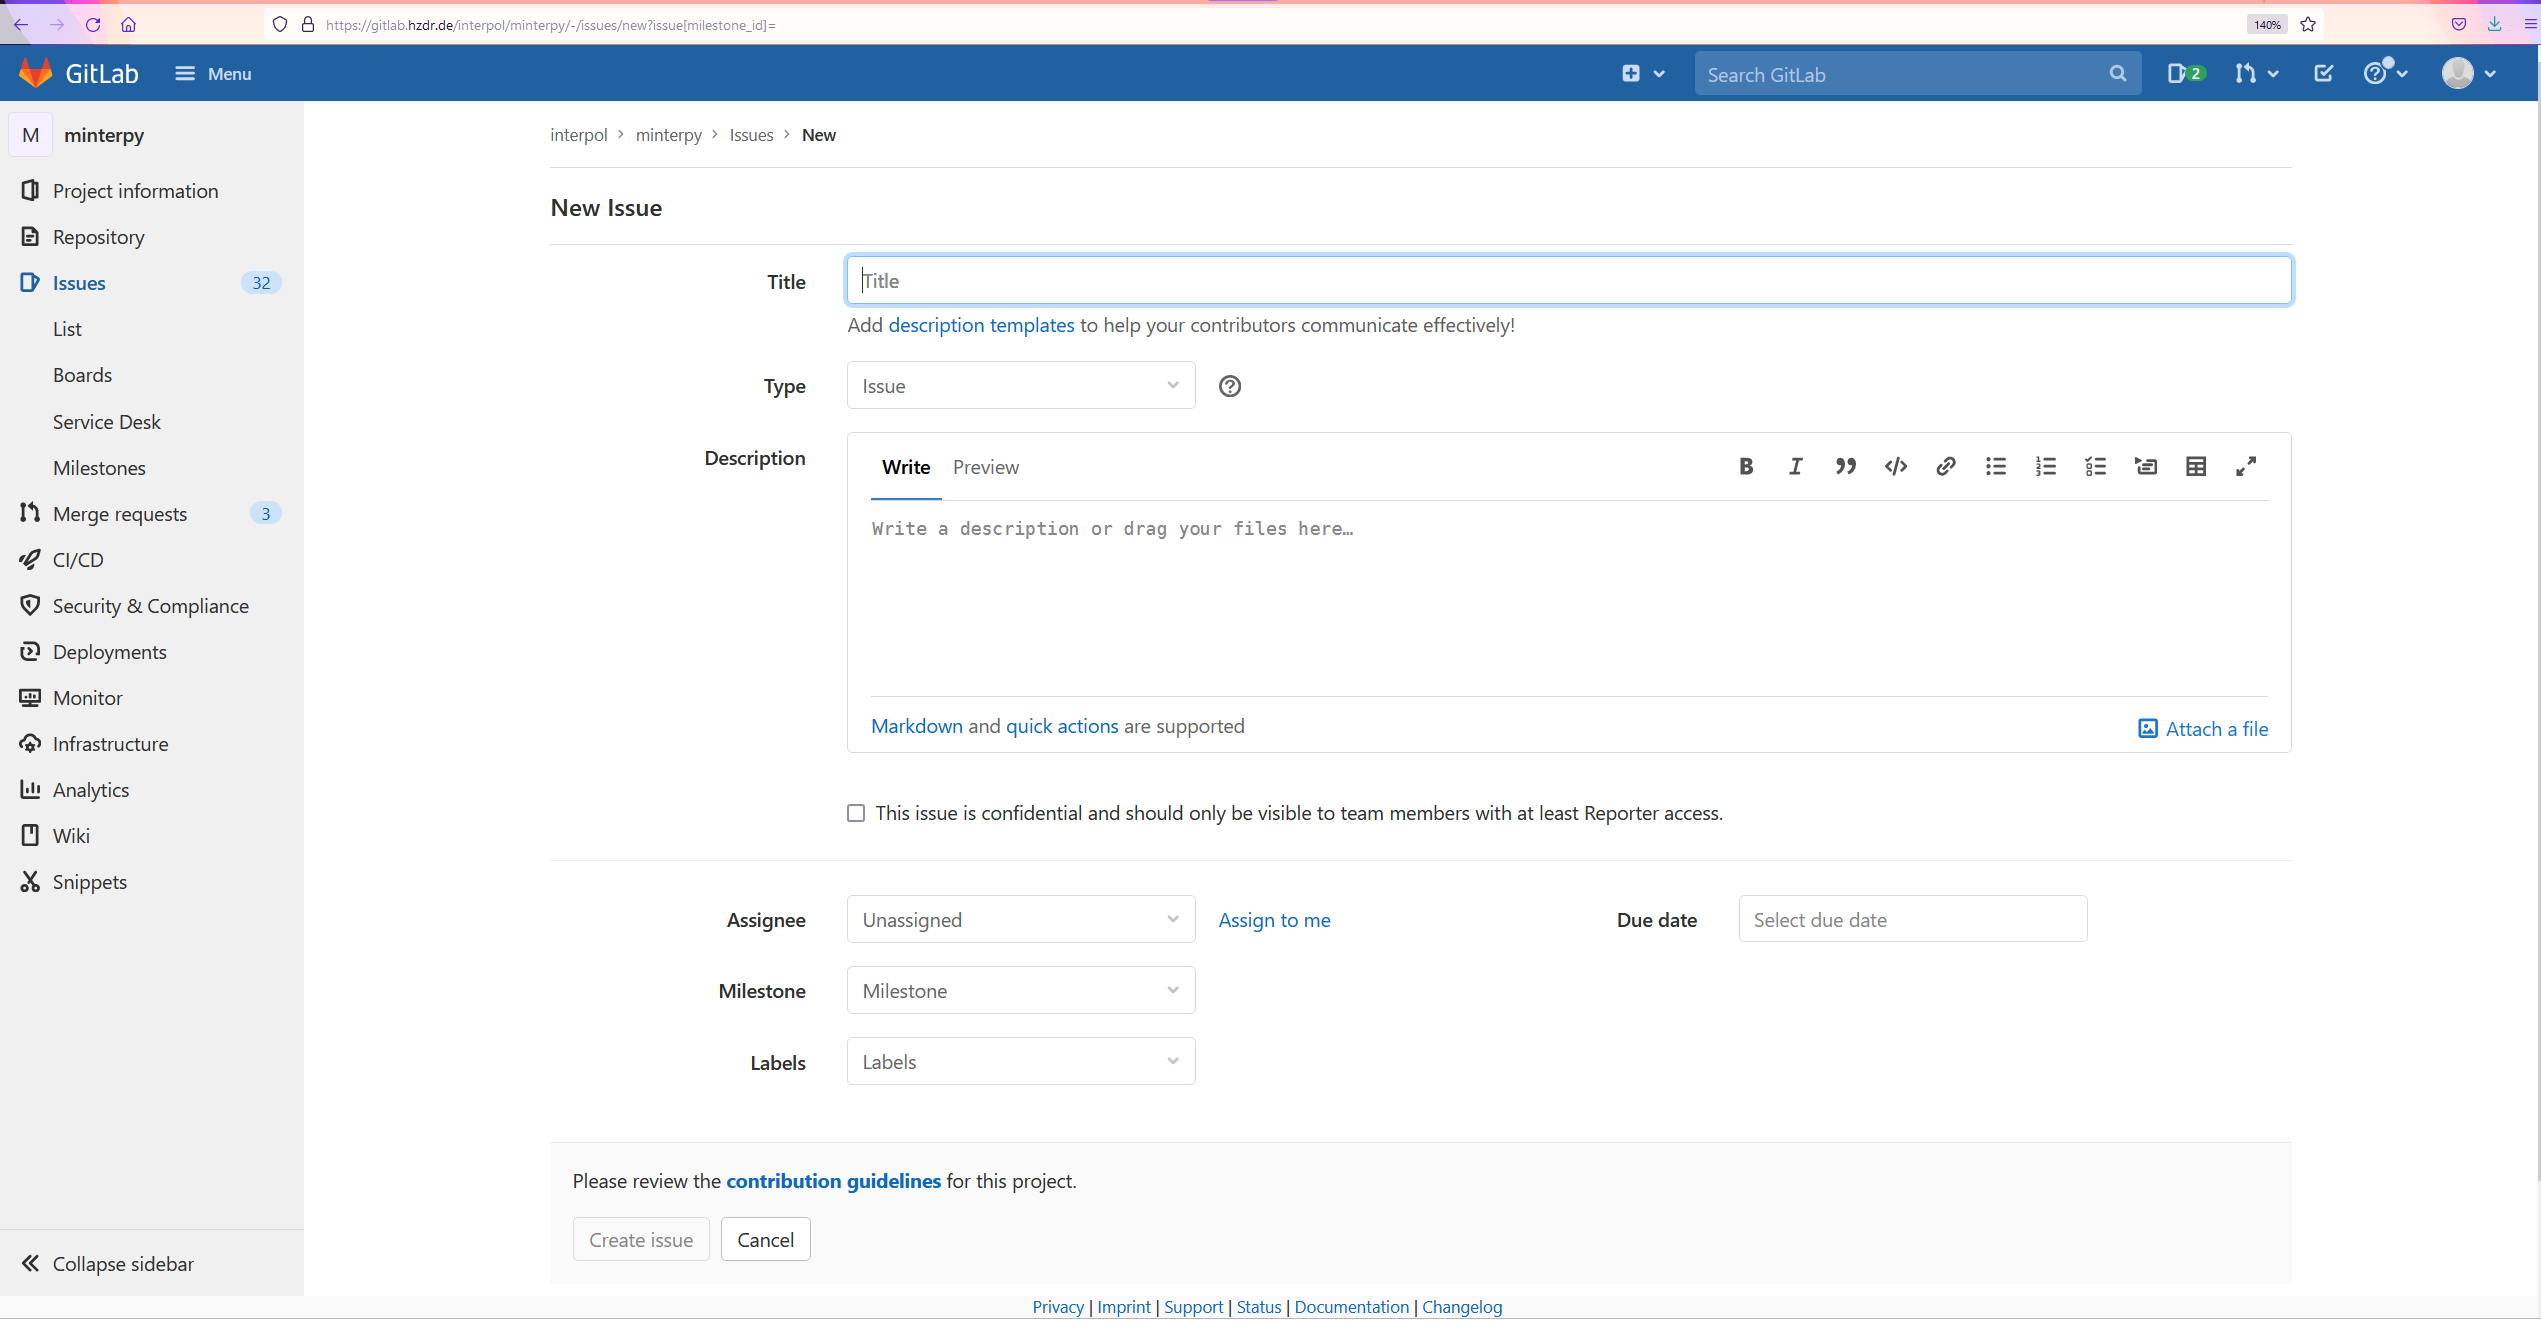 https://gitlab.hzdr.de/interpol/minterpy/-/issues/new?issue[milestone_id]=
140%
GitLab
Menu
Search GitLab
2
M
minterpy
Project information
Repository
Issues 32
List
Boards
Service Desk
Milestones
Merge requests 3
CI/CD
Security & Compliance
Deployments
Monitor
Infrastructure
Analytics
Wiki
Snippets
Collapse sidebar
interpol > minterpy > Issues > New
New Issue
Title
Title
Add description templates to help your contributors communicate effectively!
Type
Issue
Description
Write Preview
Write a description or drag your files here…
Markdown and quick actions are supported
Attach a file
This issue is confidential and should only be visible to team members with at least Reporter access.
Assignee
Unassigned
Assign to me
Due date
Select due date
Milestone
Milestone
Labels
Labels
Please review the contribution guidelines for this project.
Create issue
Cancel
Privacy | Imprint | Support | Status | Documentation | Changelog